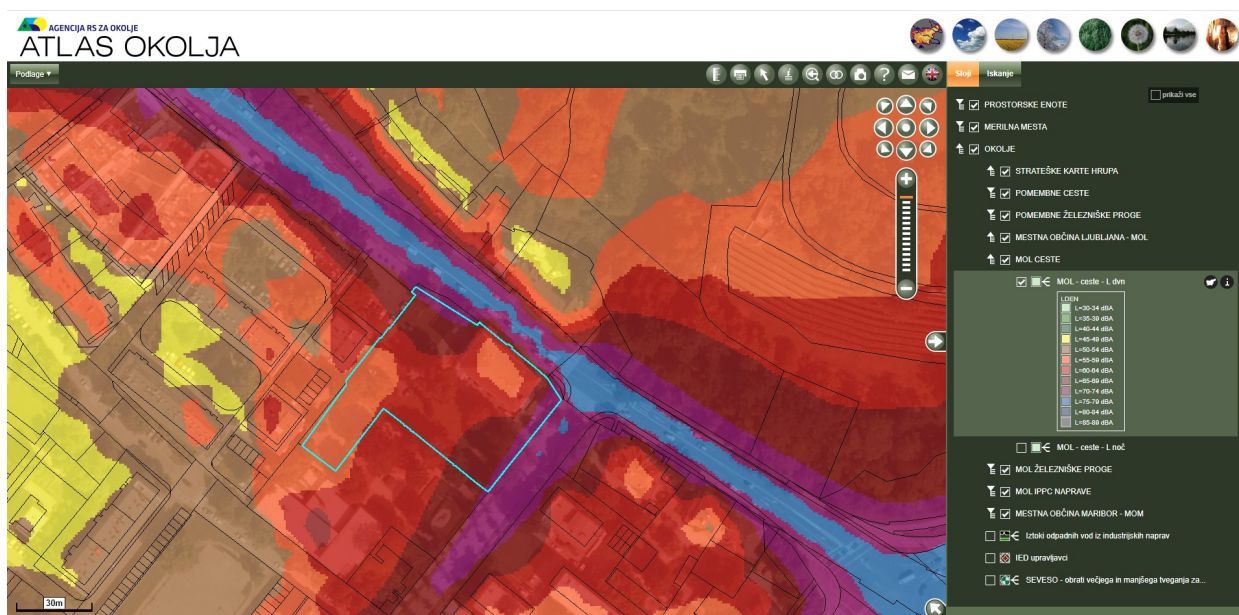 AGENCIJA RS ZA OKOLJE
ATLAS OKOLJA
Podlage ▾
Sloji Iskanje
prikaži vse
PROSTORSKE ENOTE
MERILNA MESTA
OKOLJE
STRATEŠKE KARTE HRUPA
POMEMBNE CESTE
POMEMBNE ŽELEZNIŠKE PROGE
MESTNA OBČINA LJUBLJANA - MOL
MOL CESTE
MOL - ceste - L dvn
LDEN
L=30-34 dBA
L=35-39 dBA
L=40-44 dBA
L=45-49 dBA
L=50-54 dBA
L=55-59 dBA
L=60-64 dBA
L=65-69 dBA
L=70-74 dBA
L=75-79 dBA
L=80-84 dBA
L=85-89 dBA
MOL - ceste - L noč
MOL ŽELEZNIŠKE PROGE
MOL IPPC NAPRAVE
MESTNA OBČINA MARIBOR - MOM
Iztoki odpadnih vod iz industrijskih naprav
IED upravljavci
SEVESO - obrati večjega in manjšega tveganja za...
30m